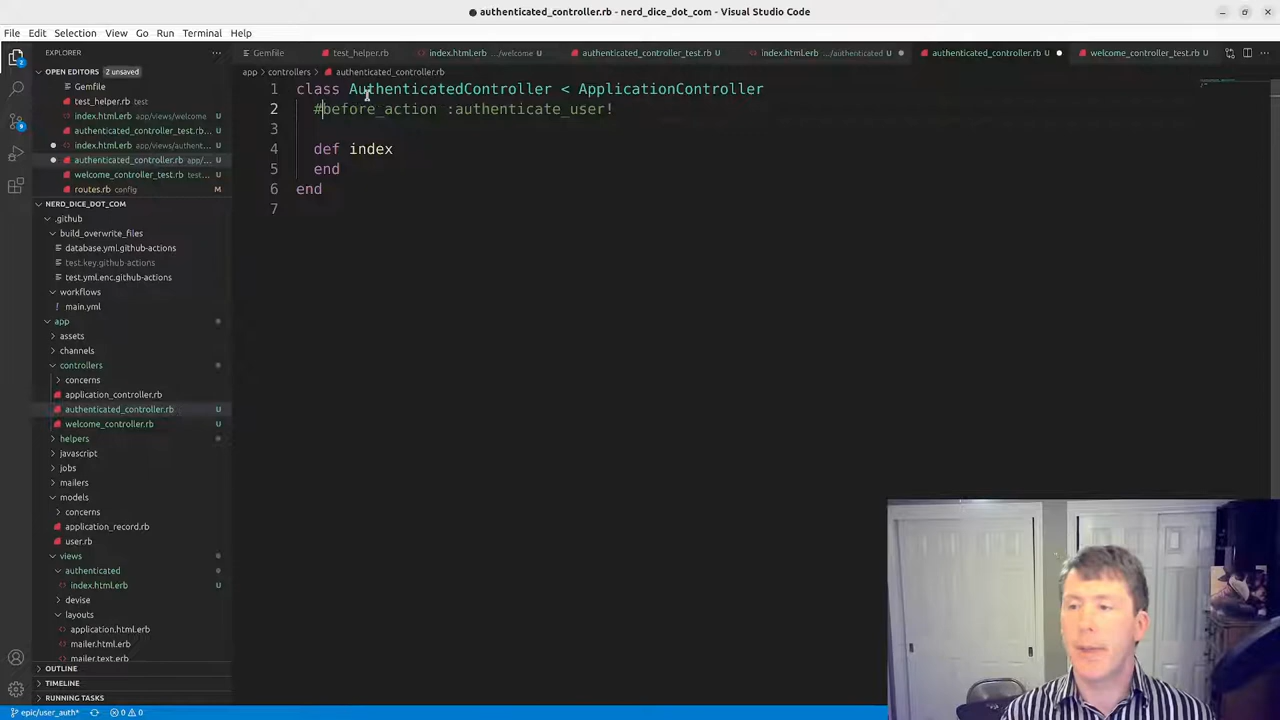 authenticated_controller.rb - nerd_dice_dot_com - Visual Studio Code
File Edit Selection View Go Run Terminal Help
EXPLORER
Gemfile
test_helper.rb
index.html.erb .../welcome
authenticated_controller_test.rb U
index.html.erb .../authenticated
authenticated_controller.rb U
welcome_controller_test.rb U
OPEN EDITORS 2 unsaved
Gemfile
test_helper.rb test
index.html.erb app/views/welcome
authenticated_controller_test.rb...
index.html.erb app/views/authent...
authenticated_controller.rb app/...
welcome_controller_test.rb test...
routes.rb config M
NERD_DICE_DOT_COM
.github
build_overwrite_files
database.yml.github-actions
test.key.github-actions
test.yml.enc.github-actions
workflows
main.yml
app
assets
channels
controllers
concerns
application_controller.rb
authenticated_controller.rb U
welcome_controller.rb U
helpers
javascript
jobs
mailers
models
concerns
application_record.rb
user.rb
views
authenticated
index.html.erb U
devise
layouts
application.html.erb
mailer.html.erb
mailer.text.erb
OUTLINE
TIMELINE
RUNNING TASKS
app > controllers > authenticated_controller.rb
1 class AuthenticatedController < ApplicationController
2 #before_action :authenticate_user!
3
4 def index
5 end
6 end
7
epic/user_auth* 0 0